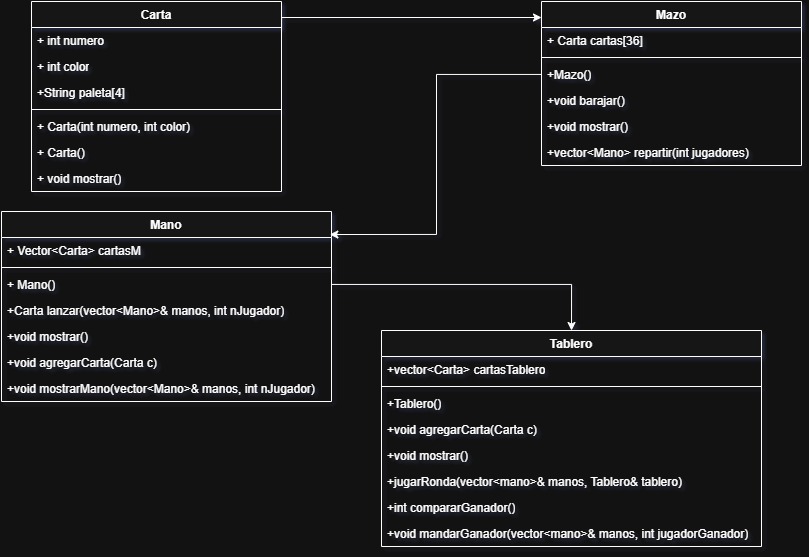 Carta
+ int numero
+ int color
+String paleta[4]
+ Carta(int numero, int color)
+ Carta()
+ void mostrar()
Mazo
+ Carta cartas[36]
+Mazo()
+void barajar()
+void mostrar()
+vector<Mano> repartir(int jugadores)
Mano
+ Vector<Carta> cartasM
+ Mano()
+Carta lanzar(vector<Mano>& manos, int nJugador)
+void mostrar()
+void agregarCarta(Carta c)
+void mostrarMano(vector<Mano>& manos, int nJugador)
Tablero
+vector<Carta> cartasTablero
+Tablero()
+void agregarCarta(Carta c)
+void mostrar()
+jugarRonda(vector<mano>& manos, Tablero& tablero)
+int compararGanador()
+void mandarGanador(vector<mano>& manos, int jugadorGanador)